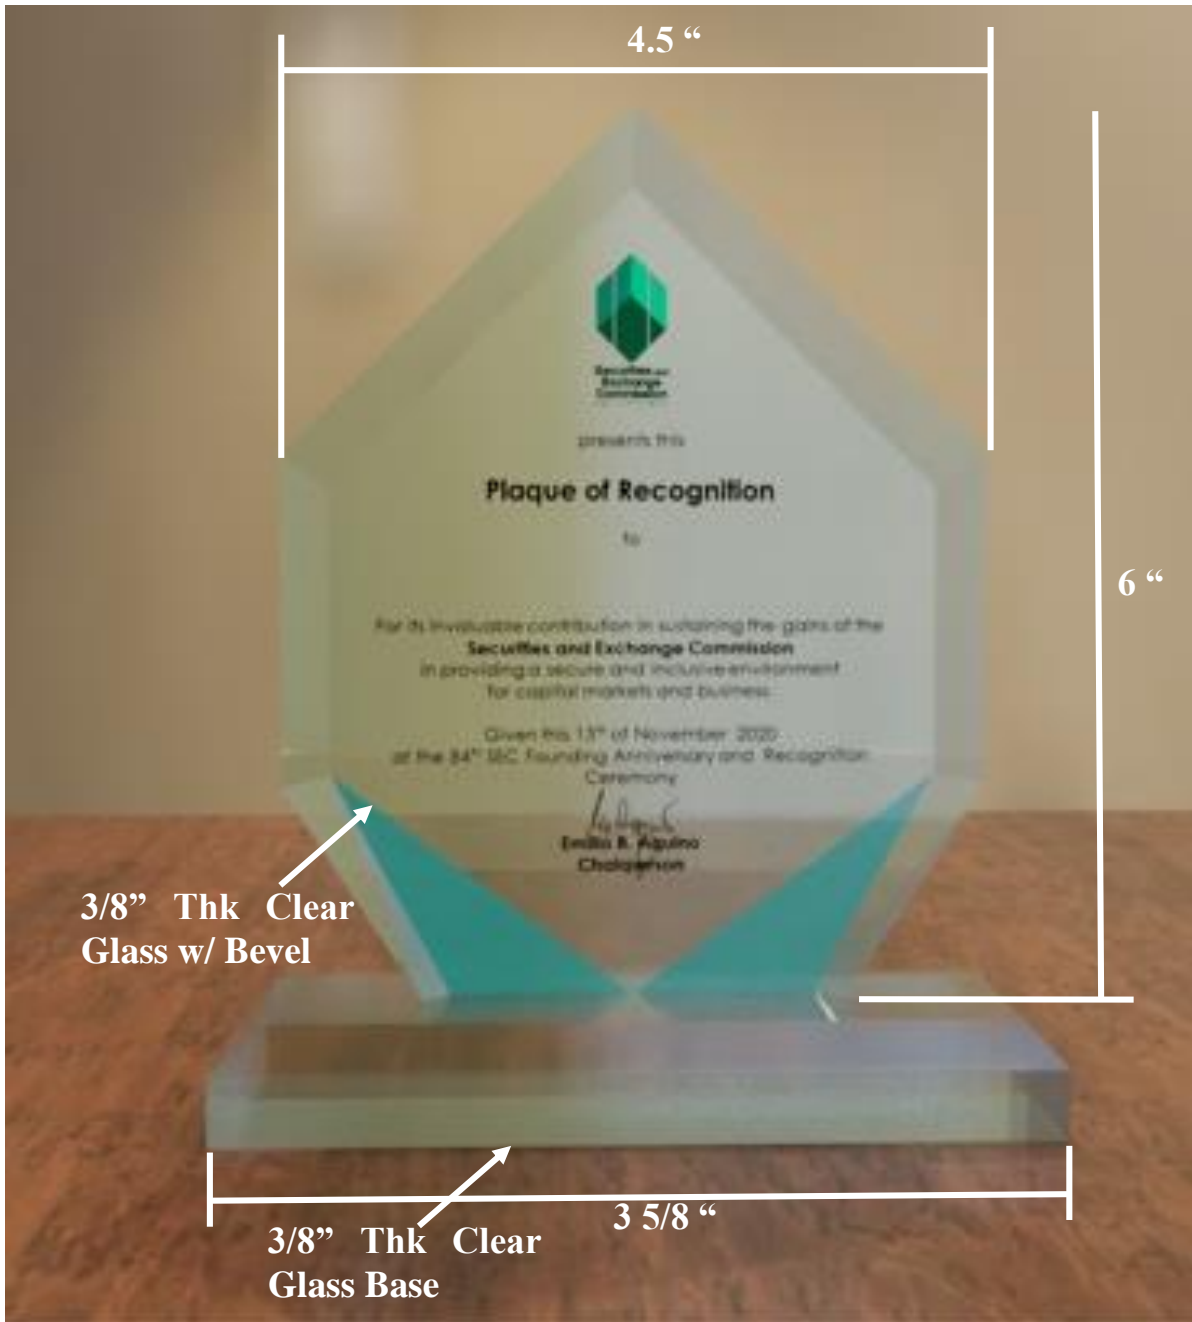 4.5 “
Securities and
Exchange
Commission
presents this
Plaque of Recognition
to
6 “
For its invaluable contribution in sustaining the gains of the
Securities and Exchange Commission
in providing a secure and inclusive environment
for capital markets and business
Given this 13th of November 2020
at the 84th SEC Founding Anniversary and Recognition
Ceremony
Emilio B. Aquino
Chairperson
3/8” Thk Clear
Glass w/ Bevel
3 5/8 “
3/8” Thk Clear
Glass Base